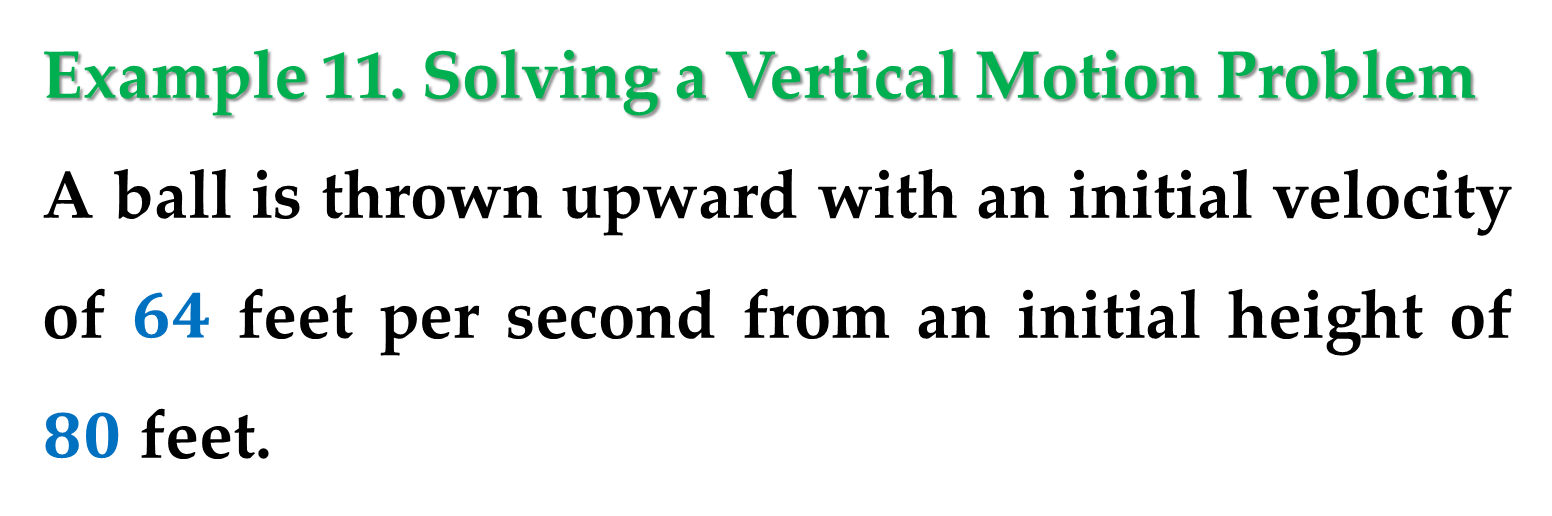 Example 11. Solving a Vertical Motion Problem
A ball is thrown upward with an initial velocity
of 64 feet per second from an initial height of
80 feet.